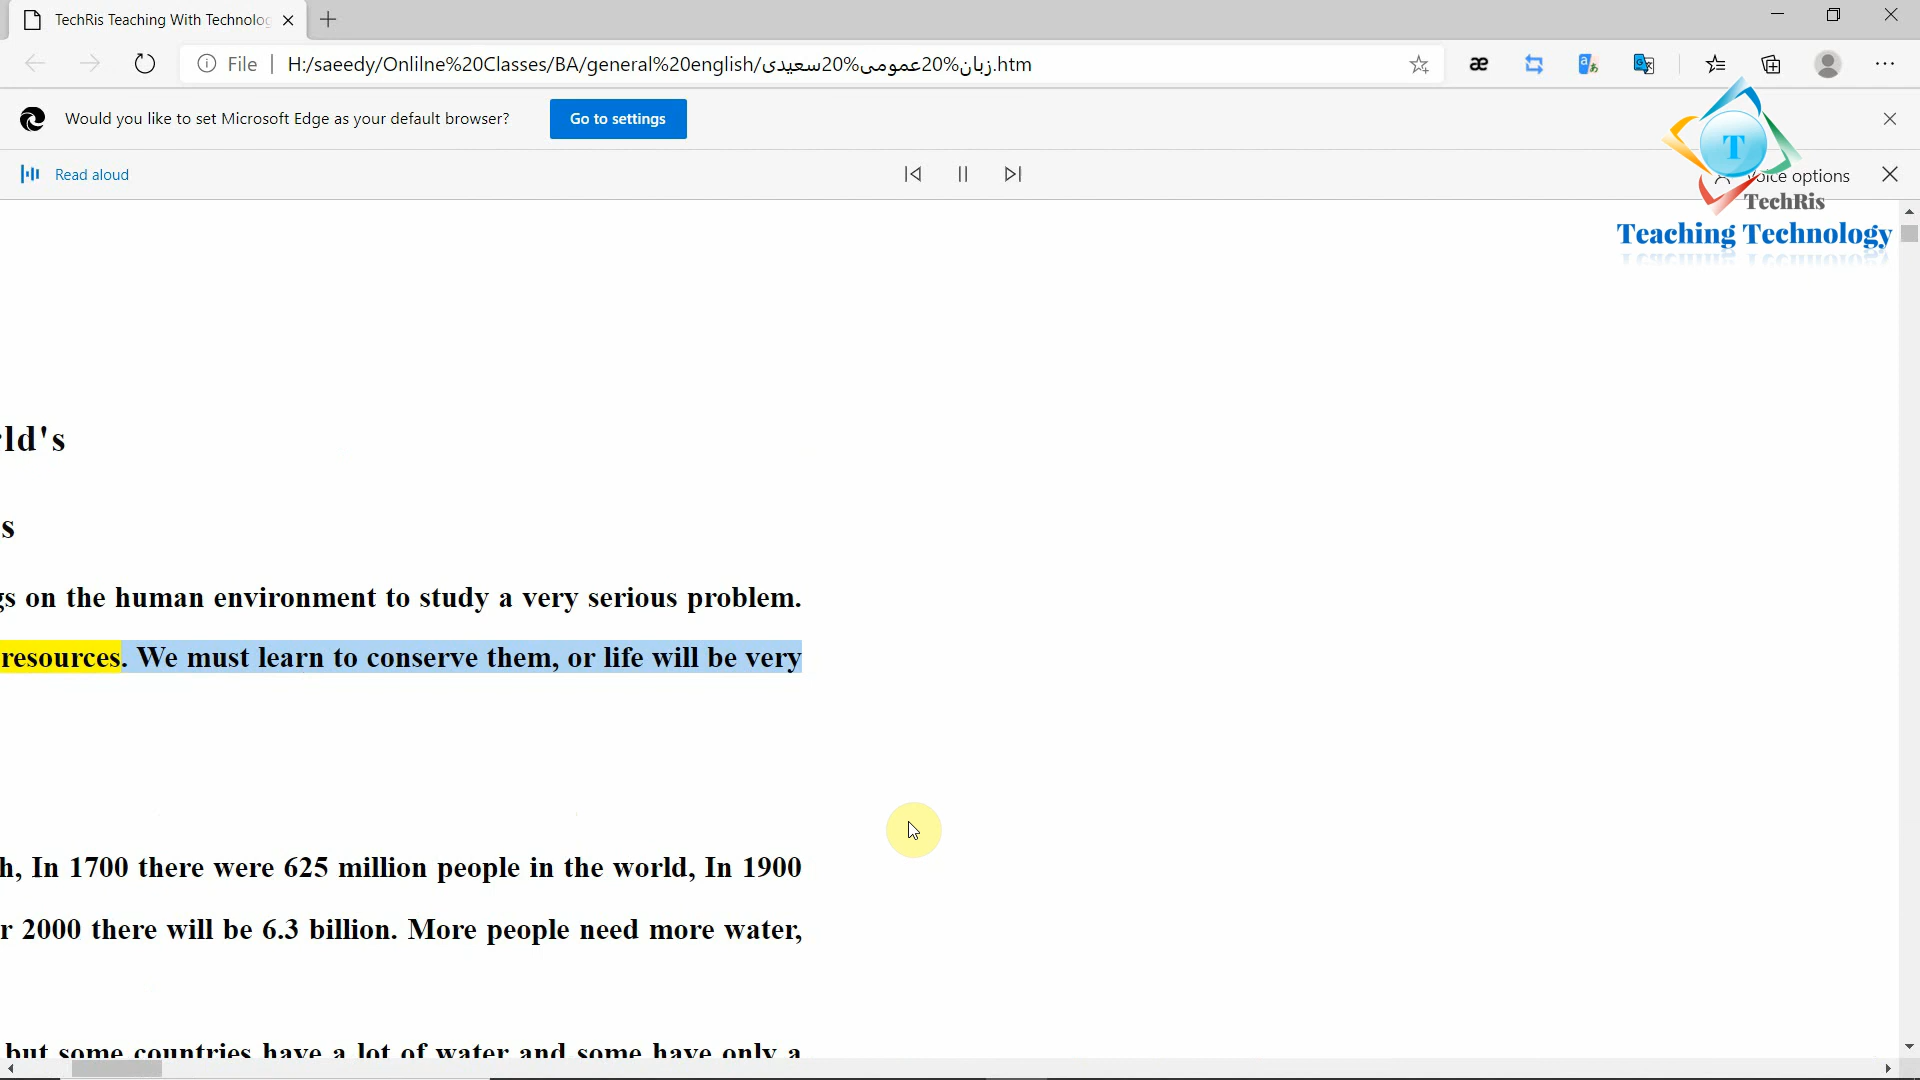 TechRis Teaching With Technolog
File | H:/saeedy/Onlilne%20Classes/BA/general%20english/زبان%20عمومی%20سعیدی.htm
Would you like to set Microsoft Edge as your default browser?
Go to settings
Read aloud
Voice options
T
TechRis
Teaching Technology
rld's
s
gs on the human environment to study a very serious problem.
resources. We must learn to conserve them, or life will be very
h, In 1700 there were 625 million people in the world, In 1900
r 2000 there will be 6.3 billion. More people need more water,
but some countries have a lot of water and some have only a